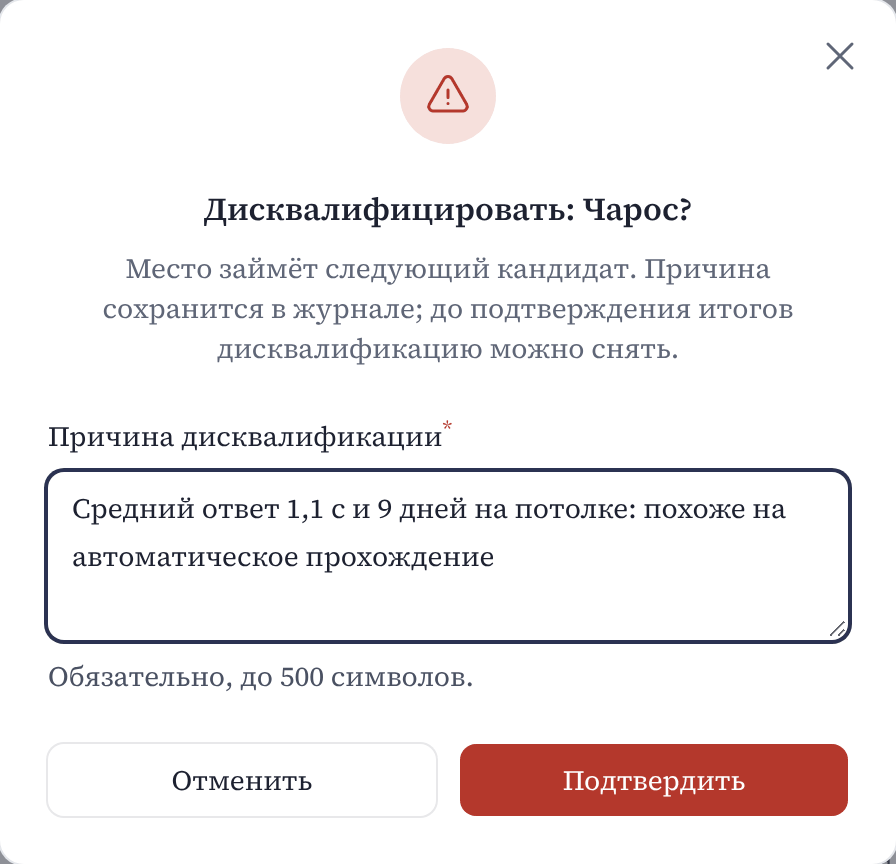 Дисквалифицировать: Чарос?
Место займёт следующий кандидат. Причина
сохранится в журнале; до подтверждения итогов
дисквалификацию можно снять.
Причина дисквалификации*
Средний ответ 1,1 с и 9 дней на потолке: похоже на
автоматическое прохождение
Обязательно, до 500 символов.
Отменить
Подтвердить